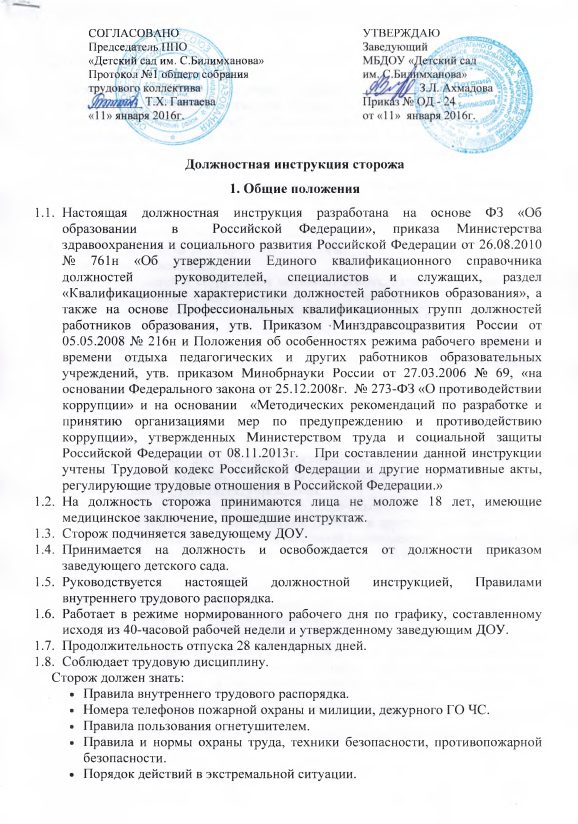 СОГЛАСОВАНО
Председатель ППО
«Детский сад им. С.Билимханова»
Протокол №1 общего собрания
трудового коллектива
Т.Х. Гантаева
«11» января 2016г.
УТВЕРЖДАЮ
Заведующий
МБДОУ «Детский сад
им. С.Билимханова»
З.Л. Ахмадова
Приказ № ОД - 24
от «11» января 2016г.
Должностная инструкция сторожа
1. Общие положения
1.1. Настоящая должностная инструкция разработана на основе ФЗ «Об
образовании в Российской Федерации», приказа Министерства
здравоохранения и социального развития Российской Федерации от 26.08.2010
№ 761н «Об утверждении Единого квалификационного справочника
должностей руководителей, специалистов и служащих, раздел
«Квалификационные характеристики должностей работников образования», а
также на основе Профессиональных квалификационных групп должностей
работников образования, утв. Приказом Минздравсоцразвития России от
05.05.2008 № 216н и Положения об особенностях режима рабочего времени и
времени отдыха педагогических и других работников образовательных
учреждений, утв. приказом Минобрнауки России от 27.03.2006 № 69, «на
основании Федерального закона от 25.12.2008г. № 273-ФЗ «О противодействии
коррупции» и на основании «Методических рекомендаций по разработке и
принятию организациями мер по предупреждению и противодействию
коррупции», утвержденных Министерством труда и социальной защиты
Российской Федерации от 08.11.2013г. При составлении данной инструкции
учтены Трудовой кодекс Российской Федерации и другие нормативные акты,
регулирующие трудовые отношения в Российской Федерации.»
1.2. На должность сторожа принимаются лица не моложе 18 лет, имеющие
медицинское заключение, прошедшие инструктаж.
1.3. Сторож подчиняется заведующему ДОУ.
1.4. Принимается на должность и освобождается от должности приказом
заведующего детского сада.
1.5. Руководствуется настоящей должностной инструкцией, Правилами
внутреннего трудового распорядка.
1.6. Работает в режиме нормированного рабочего дня по графику, составленному
исходя из 40-часовой рабочей недели и утвержденному заведующим ДОУ.
1.7. Продолжительность отпуска 28 календарных дней.
1.8. Соблюдает трудовую дисциплину.
Сторож должен знать:
• Правила внутреннего трудового распорядка.
• Номера телефонов пожарной охраны и милиции, дежурного ГО ЧС.
• Правила пользования огнетушителем.
• Правила и нормы охраны труда, техники безопасности, противопожарной
безопасности.
• Порядок действий в экстремальной ситуации.